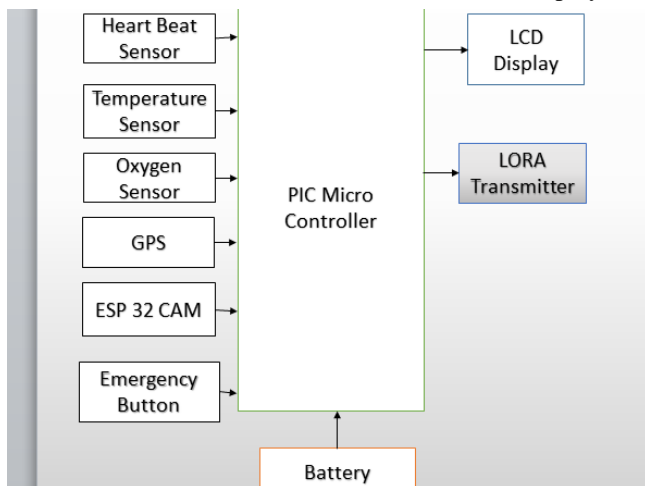 Heart Beat
Sensor
Temperature
Sensor
Oxygen
Sensor
GPS
ESP 32 CAM
Emergency
Button
PIC Micro
Controller
LCD
Display
LORA
Transmitter
Battery